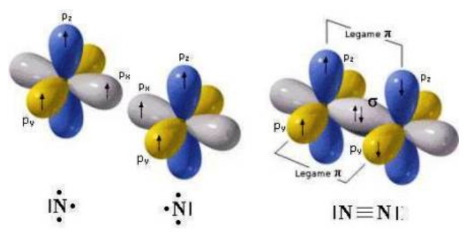 pz
px
py
pz
px
py
Legame π
pz
pz
σ
py
py
Legame π
|N·
·N|
|N≡N|